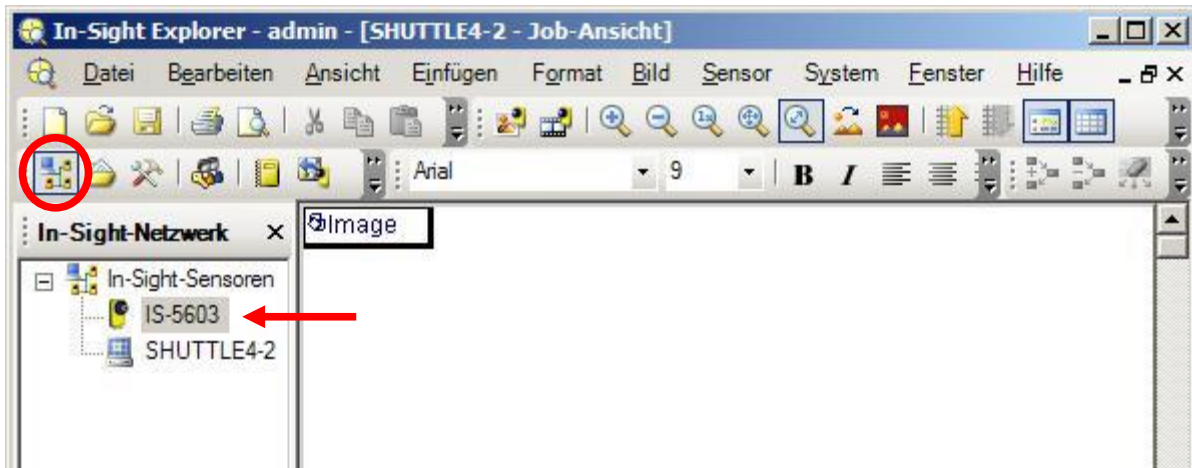 In-Sight Explorer - admin - [SHUTTLE4-2 - Job-Ansicht]
Datei Bearbeiten Ansicht Einfügen Format Bild Sensor System Fenster Hilfe
Arial 9 B I
In-Sight-Netzwerk
Image
In-Sight-Sensoren
IS-5603
SHUTTLE4-2